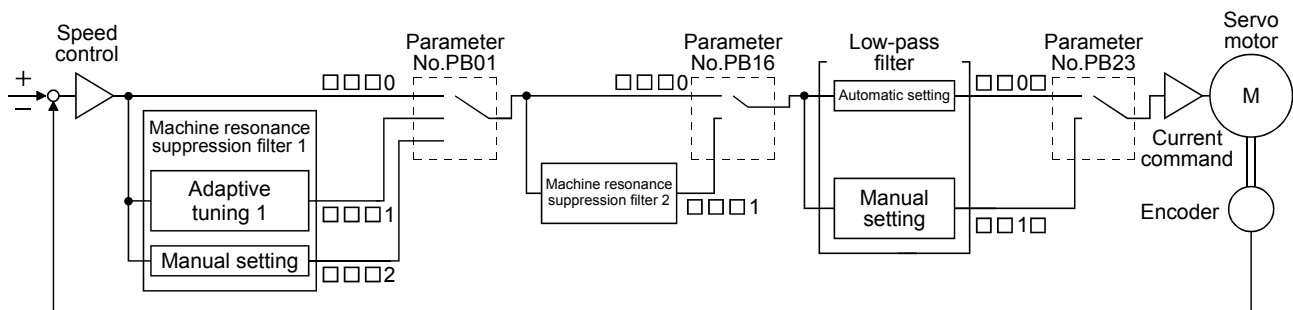 Speed
control
Parameter
No.PB01
Parameter
No.PB16
Low-pass
filter
Parameter
No.PB23
Servo
motor
+
−
□□□0
□□□0
Automatic setting
□□0□
M
Machine resonance
suppression filter 1
Current
command
Adaptive
tuning 1
□□□1
Machine resonance
suppression filter 2
□□□1
Manual
setting
□□1□
Encoder
Manual setting
□□□2